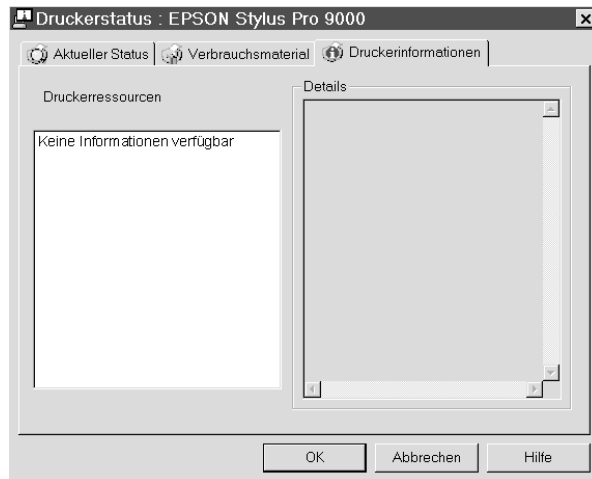 Druckerstatus : EPSON Stylus Pro 9000
Aktueller Status
Verbrauchsmaterial
Druckerinformationen
Druckerressourcen
Details
Keine Informationen verfügbar
OK
Abbrechen
Hilfe